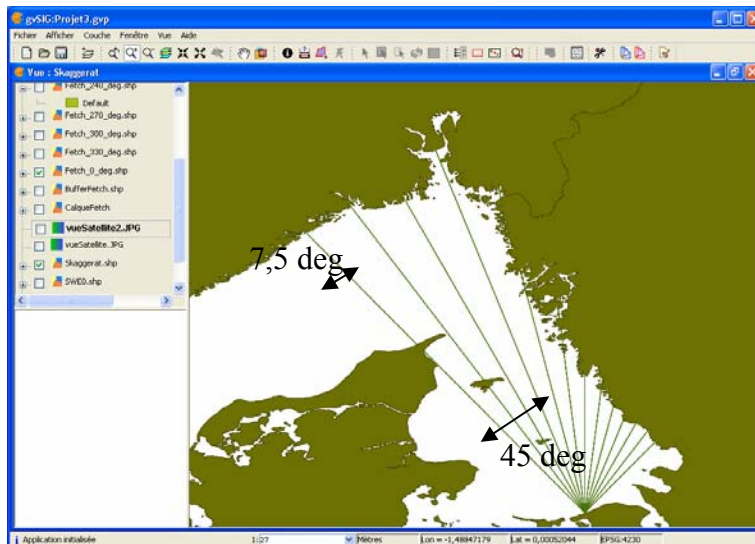 gvSIG:Projet3.gvp
Fichier Afficher Couche Fenêtre Vue Aide
Vue : Skaggerat
Fetch_240_deg.shp
Default
Fetch_270_deg.shp
Fetch_300_deg.shp
Fetch_330_deg.shp
Fetch_0_deg.shp
BufferFetch.shp
CalqueFetch
vueSatellite2.JPG
vueSatellite.JPG
Skaggerat.shp
SWE0.shp
7,5 deg
45 deg
Application initialisée
1:27
Mètres
Lon = -1,48847179
Lat = 0,00052044
EPSG:4230